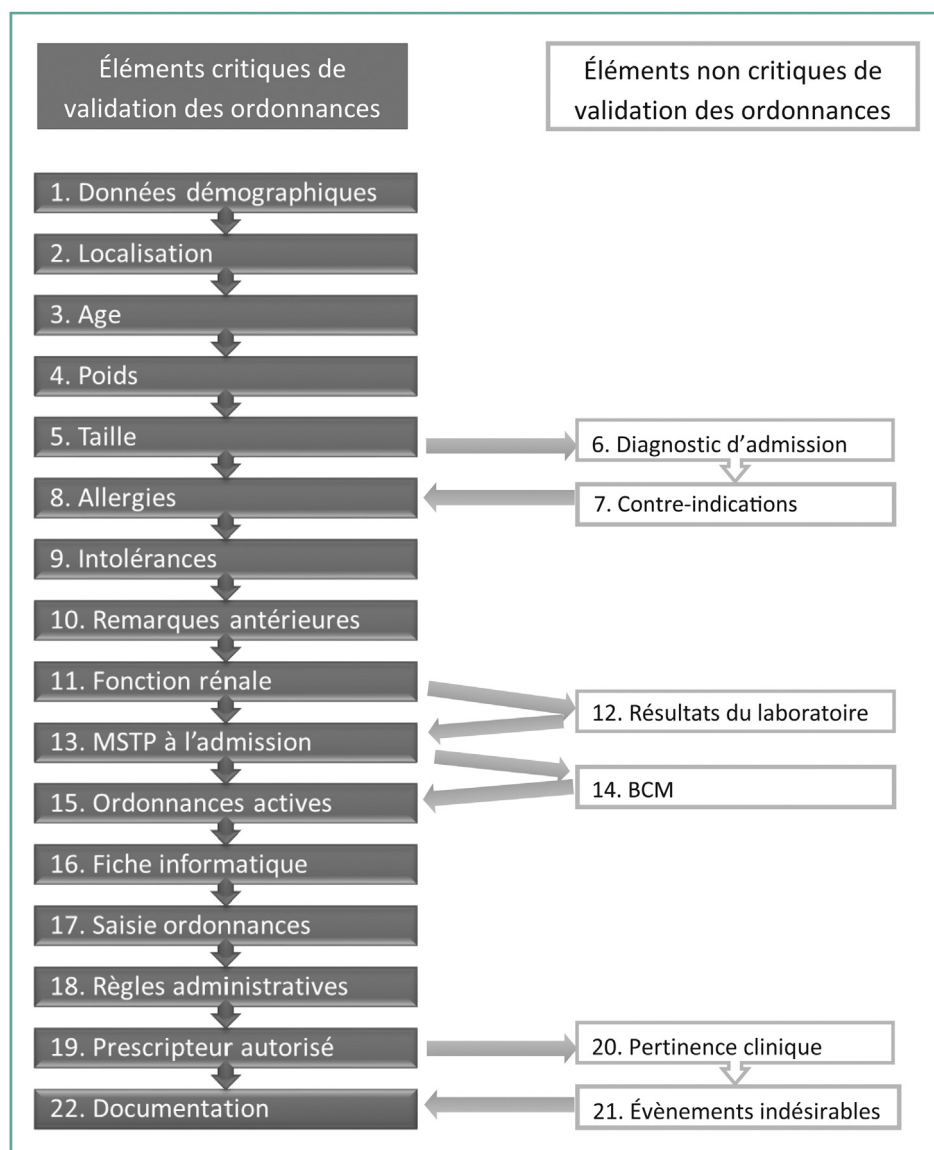 Éléments critiques de
validation des ordonnances
Éléments non critiques de
validation des ordonnances
1. Données démographiques
2. Localisation
3. Age
4. Poids
5. Taille
6. Diagnostic d’admission
8. Allergies
7. Contre-indications
9. Intolérances
10. Remarques antérieures
11. Fonction rénale
12. Résultats du laboratoire
13. MSTP à l’admission
14. BCM
15. Ordonnances actives
16. Fiche informatique
17. Saisie ordonnances
18. Règles administratives
19. Prescripteur autorisé
20. Pertinence clinique
22. Documentation
21. Évènements indésirables